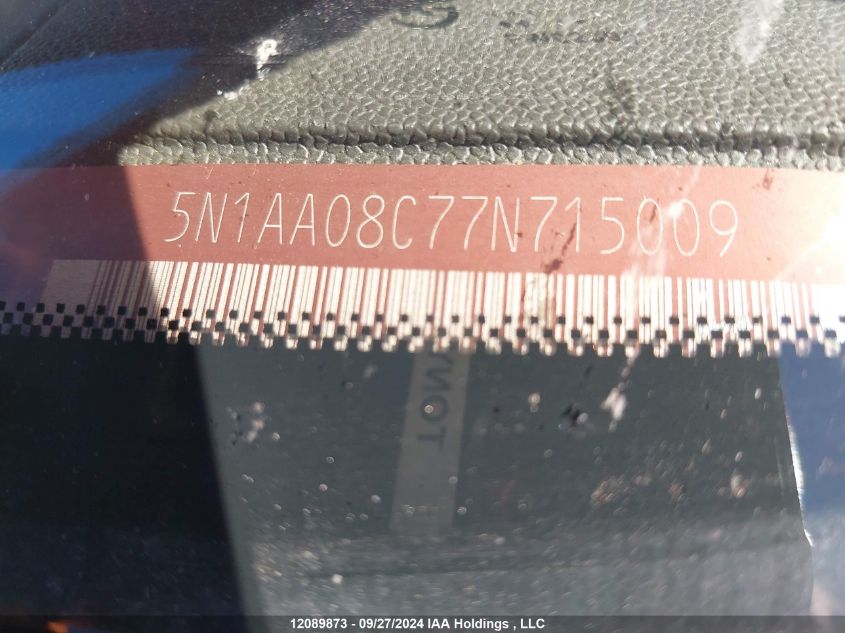 5N1AA08C77N715009
12089873 - 09/27/2024 IAA Holdings , LLC